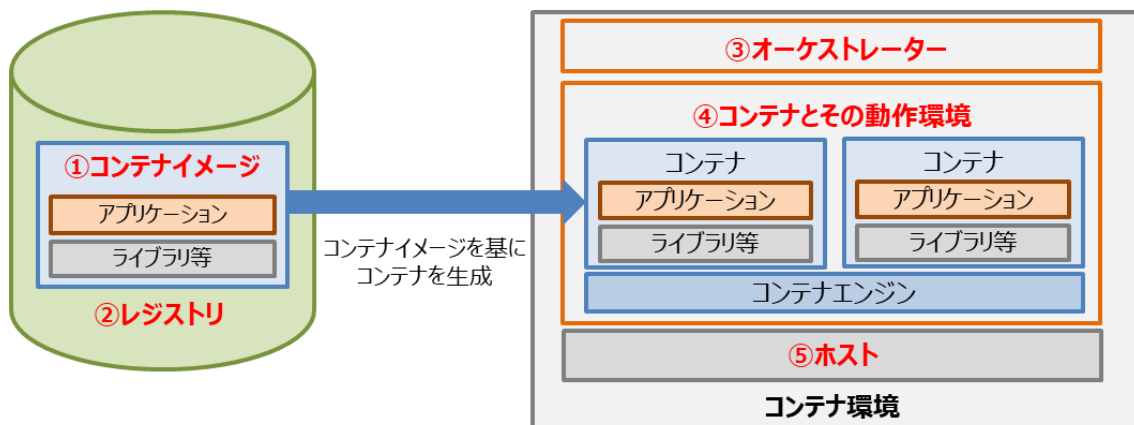 ①コンテナイメージ
アプリケーション
ライブラリ等
②レジストリ
コンテナイメージを基に
コンテナを生成
③オーケストレーター
④コンテナとその動作環境
コンテナ
アプリケーション
ライブラリ等
コンテナ
アプリケーション
ライブラリ等
コンテナエンジン
⑤ホスト
コンテナ環境